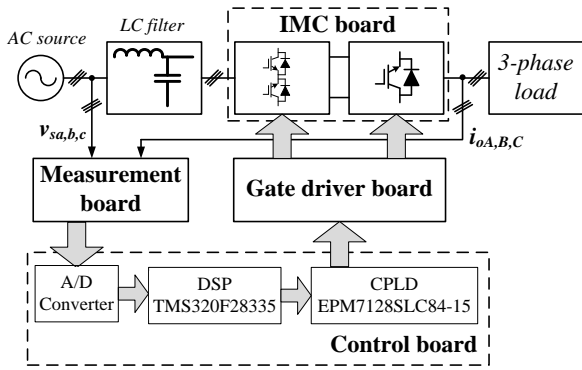 AC source
LC filter
IMC board
3-phase
load
v_sa,b,c
i_oA,B,C
Measurement
board
Gate driver board
A/D
Converter
DSP
TMS320F28335
CPLD
EPM7128SLC84-15
Control board